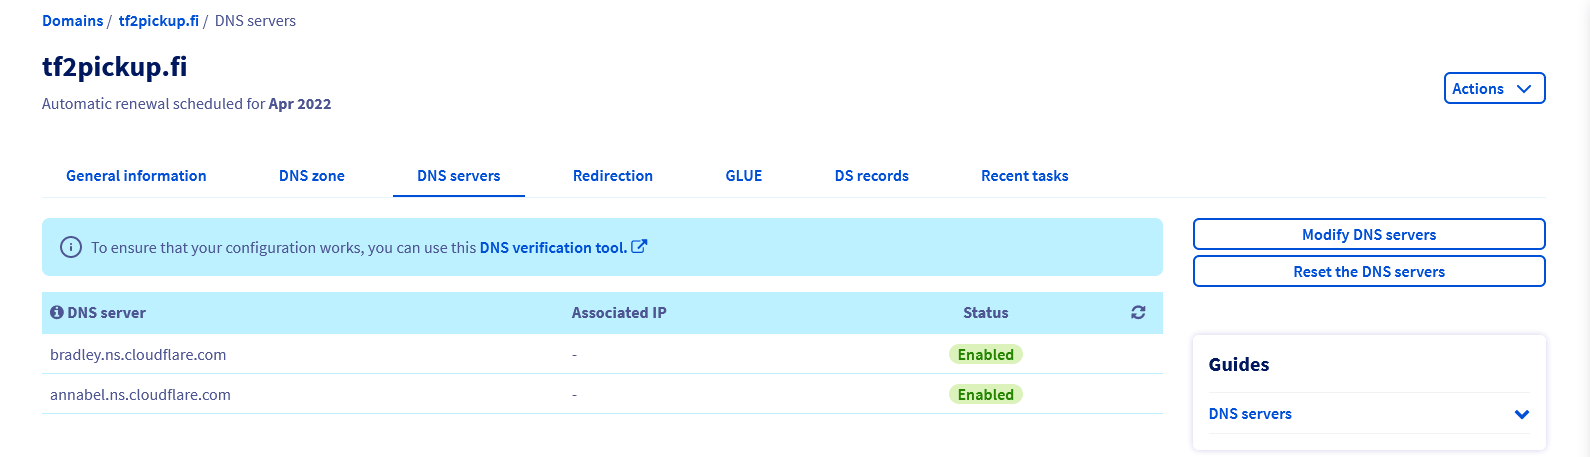 Domains / tf2pickup.fi / DNS servers
tf2pickup.fi
Automatic renewal scheduled for Apr 2022
Actions
General information DNS zone DNS servers Redirection GLUE DS records Recent tasks
To ensure that your configuration works, you can use this DNS verification tool.
Modify DNS servers
Reset the DNS servers
DNS server Associated IP Status
bradley.ns.cloudflare.com - Enabled
annabel.ns.cloudflare.com - Enabled
Guides
DNS servers